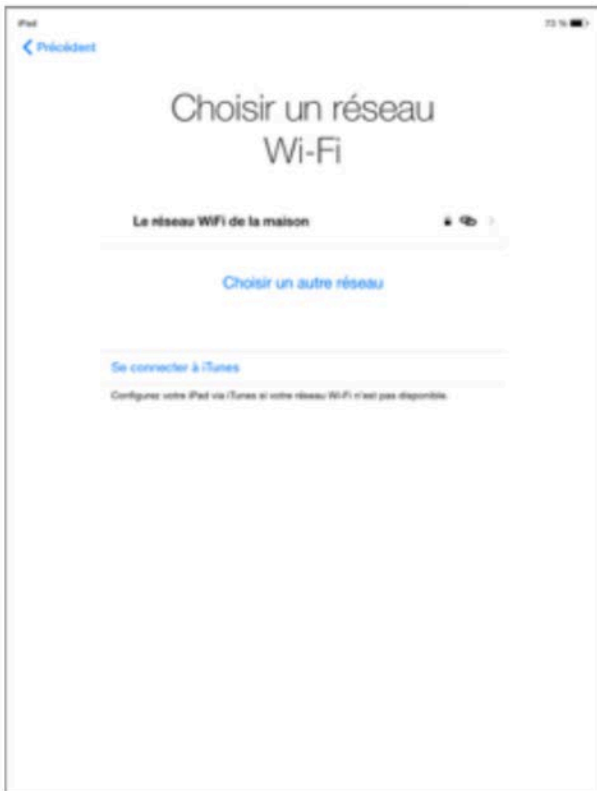 iPad
73 %
Précédent
Choisir un réseau
Wi-Fi
Le réseau WiFi de la maison
Choisir un autre réseau
Se connecter à iTunes
Configurez votre iPad via iTunes si votre réseau Wi-Fi n'est pas disponible.